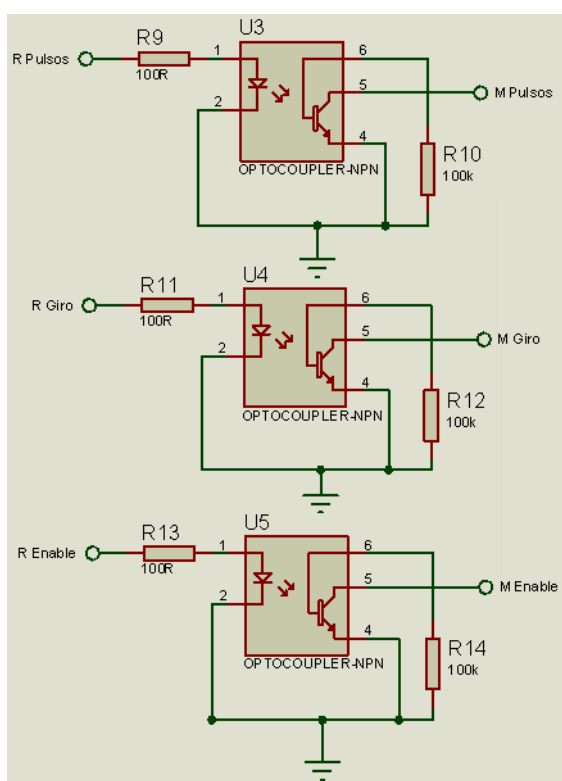 U3
R9
R Pulsos
100R
1
2
6
5
4
M Pulsos
R10
100k
OPTOCOUPLER-NPN
U4
R11
R Giro
100R
1
2
6
5
4
M Giro
R12
100k
OPTOCOUPLER-NPN
U5
R13
R Enable
100R
1
2
6
5
4
M Enable
R14
100k
OPTOCOUPLER-NPN